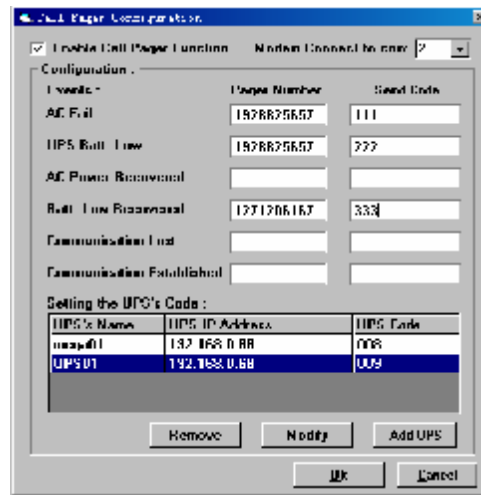 Call Pager Configuration
Enable Call Pager Function Modem Connect to com: 2
Configuration :
Events : Pager Number Send Code
AC Fail 1928825657 111
UPS Batt. Low 1928825657 222
AC Power Recovered
Batt. Low Recovered 1271206167 333
Communication Lost
Communication Established
Setting the UPS's Code :
UPS's Name UPS IP Address UPS Code
192.168.0.88 008
UPS01 192.168.0.68 009
Remove Modify Add UPS
Ok Cancel